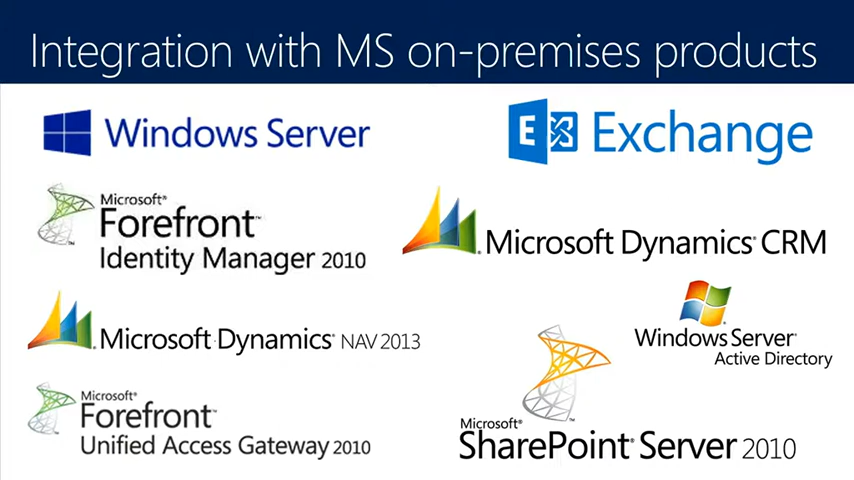 Integration with MS on-premises products
Windows Server
E Exchange
Microsoft®
Forefront™
Identity Manager 2010
Microsoft Dynamics® CRM
Microsoft Dynamics® NAV 2013
Windows Server®
Active Directory
Microsoft®
Forefront™
Unified Access Gateway 2010
Microsoft®
SharePoint® Server 2010